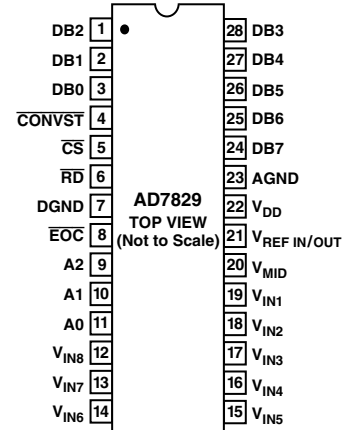 DB2 1
DB1 2
DB0 3
CONVST 4
CS 5
RD 6
DGND 7
EOC 8
A2 9
A1 10
A0 11
VIN8 12
VIN7 13
VIN6 14
AD7829
TOP VIEW
(Not to Scale)
28 DB3
27 DB4
26 DB5
25 DB6
24 DB7
23 AGND
22 VDD
21 VREF IN/OUT
20 VMID
19 VIN1
18 VIN2
17 VIN3
16 VIN4
15 VIN5